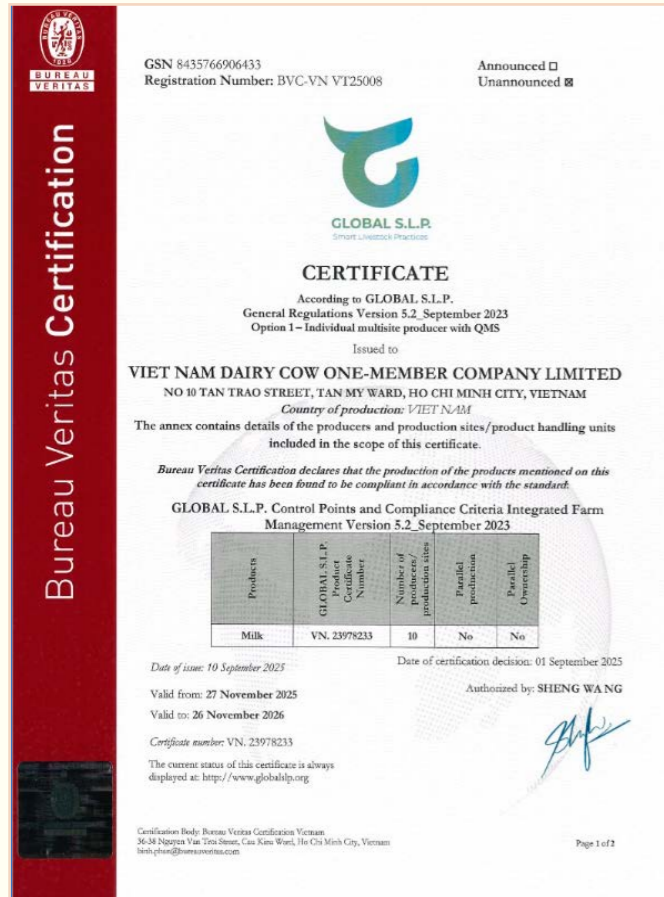 BUREAU
VERITAS
Bureau Veritas Certification
GSN 8435766906433
Registration Number: BVC-VN VT25008
Announced ☐
Unannounced ☒
GLOBAL S.L.P.
Smart Livestock Practices
CERTIFICATE
According to GLOBAL S.L.P.
General Regulations Version 5.2_September 2023
Option 1 – Individual multisite producer with QMS
Issued to
VIET NAM DAIRY COW ONE-MEMBER COMPANY LIMITED
NO 10 TAN TRAO STREET, TAN MY WARD, HO CHI MINH CITY, VIETNAM
Country of production: VIET NAM
The annex contains details of the producers and production sites/product handling units
included in the scope of this certificate.
Bureau Veritas Certification declares that the production of the products mentioned on this
certificate has been found to be compliant in accordance with the standard:
GLOBAL S.L.P. Control Points and Compliance Criteria Integrated Farm
Management Version 5.2_September 2023
Products
GLOBAL S.L.P.
Product
Certificate
Number
Number of
producers/
production sites
Parallel
production
Parallel
Ownership
Milk VN. 23978233 10 No No
Date of issue: 10 September 2025
Date of certification decision: 01 September 2025
Valid from: 27 November 2025
Authorized by: SHENG WANG
Valid to: 26 November 2026
Certificate number: VN. 23978233
The current status of this certificate is always
displayed at: http://www.globalslp.org
Certification Body: Bureau Veritas Certification Vietnam
36-38 Nguyen Van Troi Street, Cau Kieu Ward, Ho Chi Minh City, Vietnam
binh.phan@bureauveritas.com
Page 1 of 2